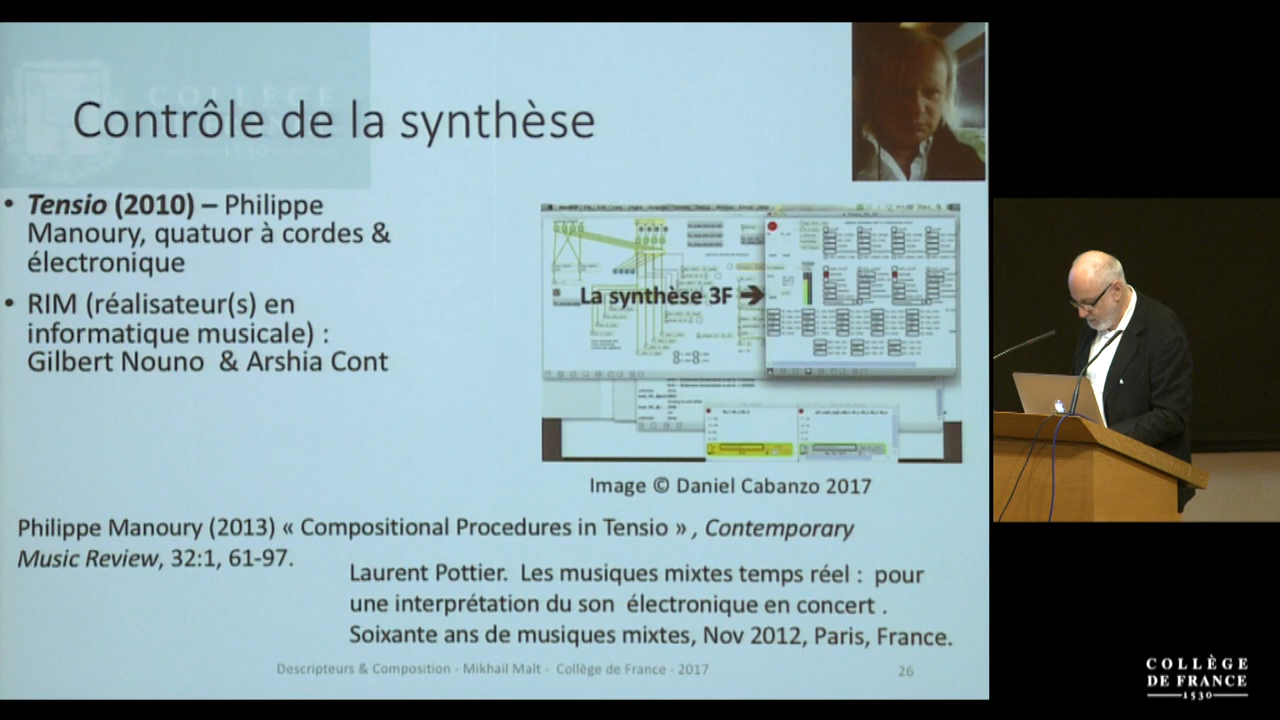 COLLÈGE
1530
Contrôle de la synthèse
• Tensio (2010) – Philippe
Manoury, quatuor à cordes &
électronique
• RIM (réalisateur(s) en
informatique musicale) :
Gilbert Nouno & Arshia Cont
La synthèse 3F ➔
Image © Daniel Cabanzo 2017
Philippe Manoury (2013) « Compositional Procedures in Tensio » , Contemporary
Music Review, 32:1, 61-97.
Laurent Pottier. Les musiques mixtes temps réel : pour
une interprétation du son électronique en concert .
Soixante ans de musiques mixtes, Nov 2012, Paris, France.
Descripteurs & Composition - Mikhail Malt - Collège de France - 2017
26
COLLÈGE
DE FRANCE
1530